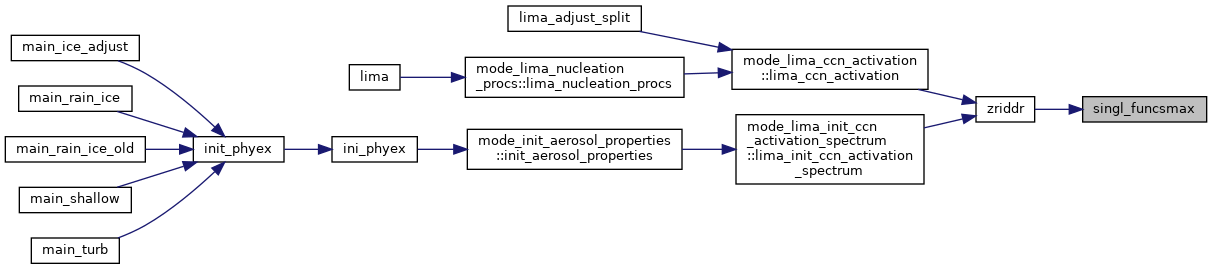 main_ice_adjust
main_rain_ice
main_rain_ice_old
main_shallow
main_turb
init_phyex
lima
ini_phyex
lima_adjust_split
mode_lima_nucleation
_procs::lima_nucleation_procs
mode_init_aerosol_properties
::init_aerosol_properties
mode_lima_ccn_activation
::lima_ccn_activation
mode_lima_init_ccn
_activation_spectrum
::lima_init_ccn_activation
_spectrum
zriddr
singl_funcsmax